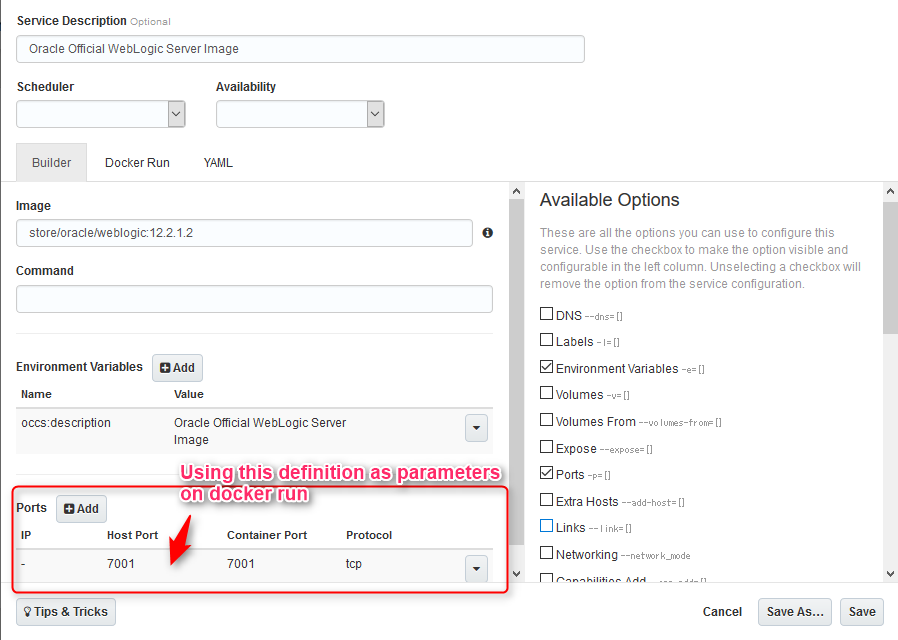 Service Description Optional
Oracle Official WebLogic Server Image
Scheduler
Availability
Builder
Docker Run
YAML
Image
store/oracle/weblogic:12.2.1.2
Command
Environment Variables
Add
Name
Value
occs:description
Oracle Official WebLogic Server
Image
Using this definition as parameters
on docker run
Ports
Add
IP
Host Port
Container Port
Protocol
-
7001
7001
tcp
Available Options
These are all the options you can use to configure this
service. Use the checkbox to make the option visible and
configurable in the left column. Unselecting a checkbox will
remove the option from the service configuration.
DNS --dns=[]
Labels -l=[]
Environment Variables -e=[]
Volumes -v=[]
Volumes From --volumes-from=[]
Expose --expose=[]
Ports -p=[]
Extra Hosts --add-host=[]
Links --link=[]
Networking --network_mode
Capabilities Add --cap_add=[]
Tips & Tricks
Cancel
Save As...
Save